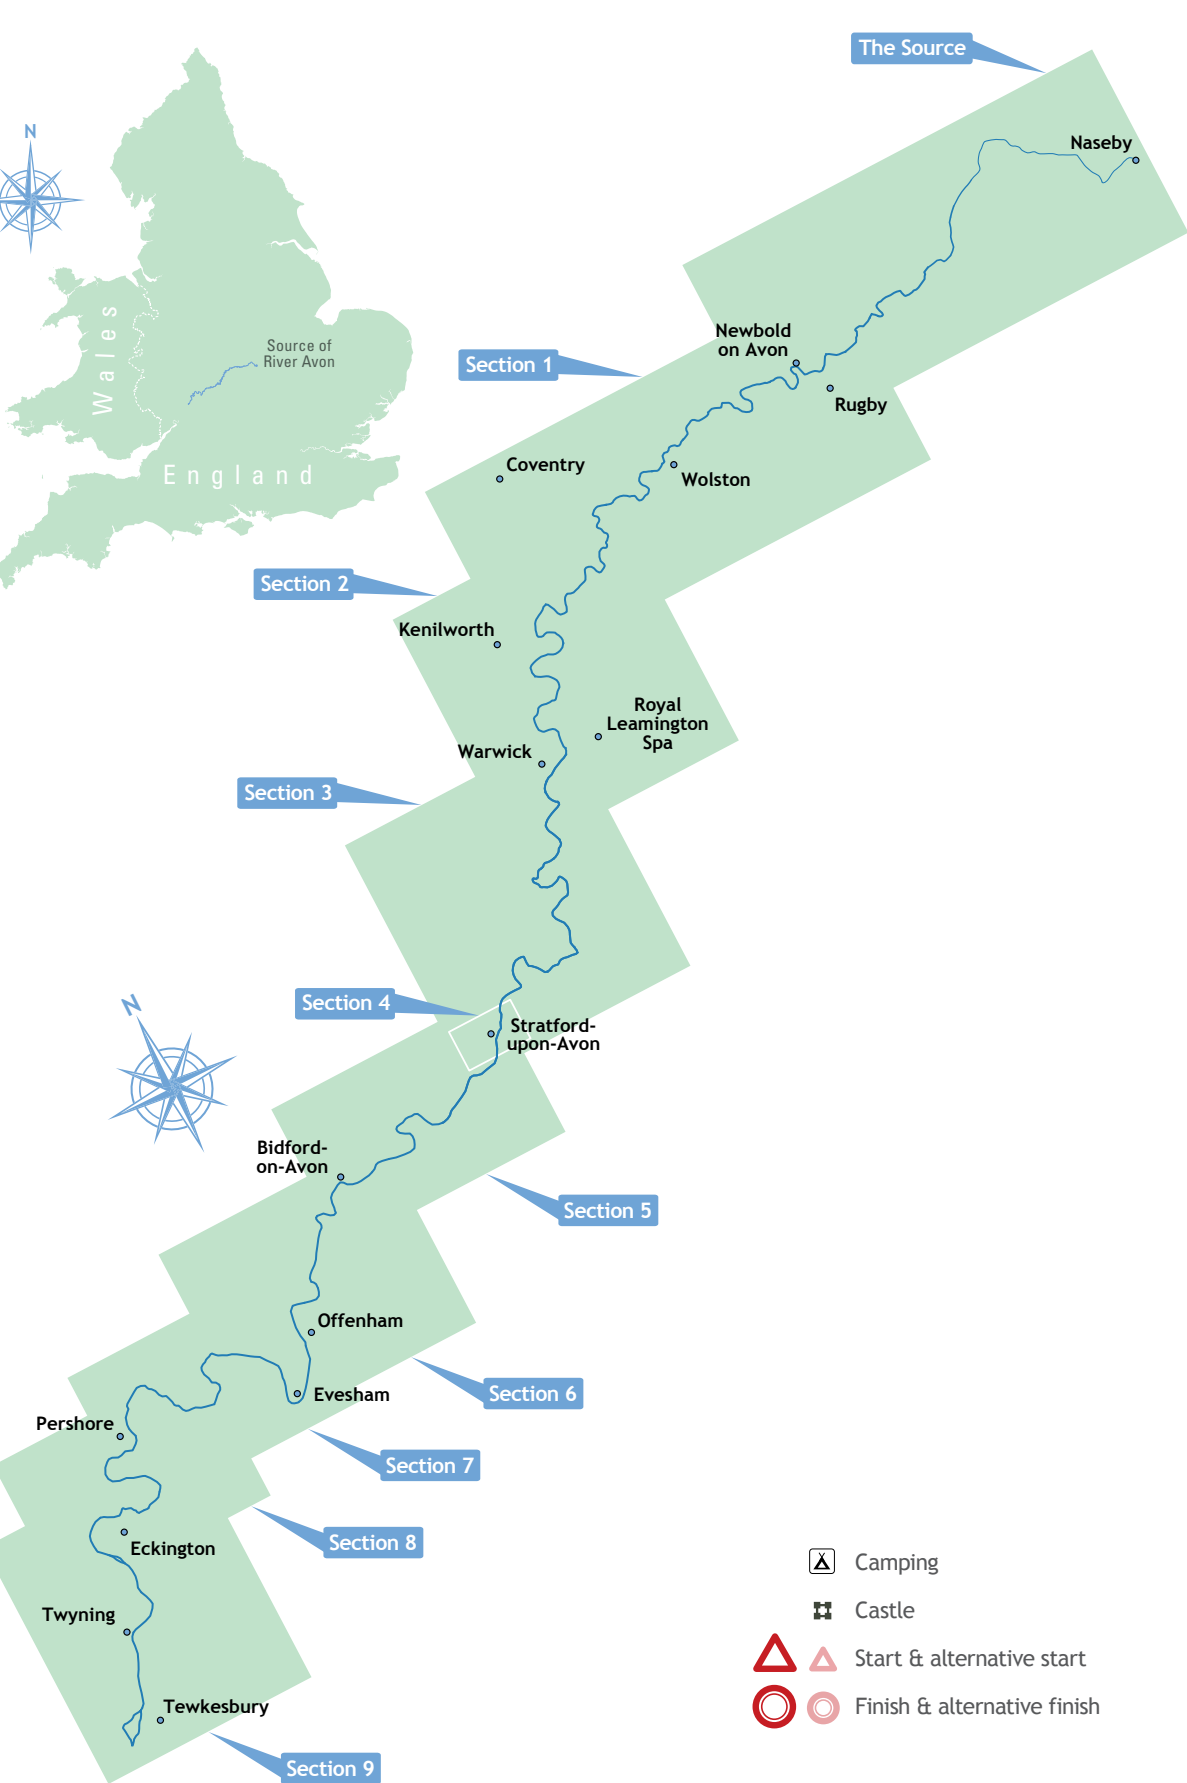 The Source
Naseby
N
Wales
Source of
River Avon
England
Newbold
on Avon
Section 1
Rugby
Coventry
Wolston
Section 2
Kenilworth
Royal
Leamington
Spa
Warwick
Section 3
N
Section 4
Stratford-
upon-Avon
Bidford-
on-Avon
Section 5
Offenham
Evesham
Section 6
Pershore
Section 7
Section 8
Eckington
Twyning
Tewkesbury
Section 9
Camping
Castle
Start & alternative start
Finish & alternative finish